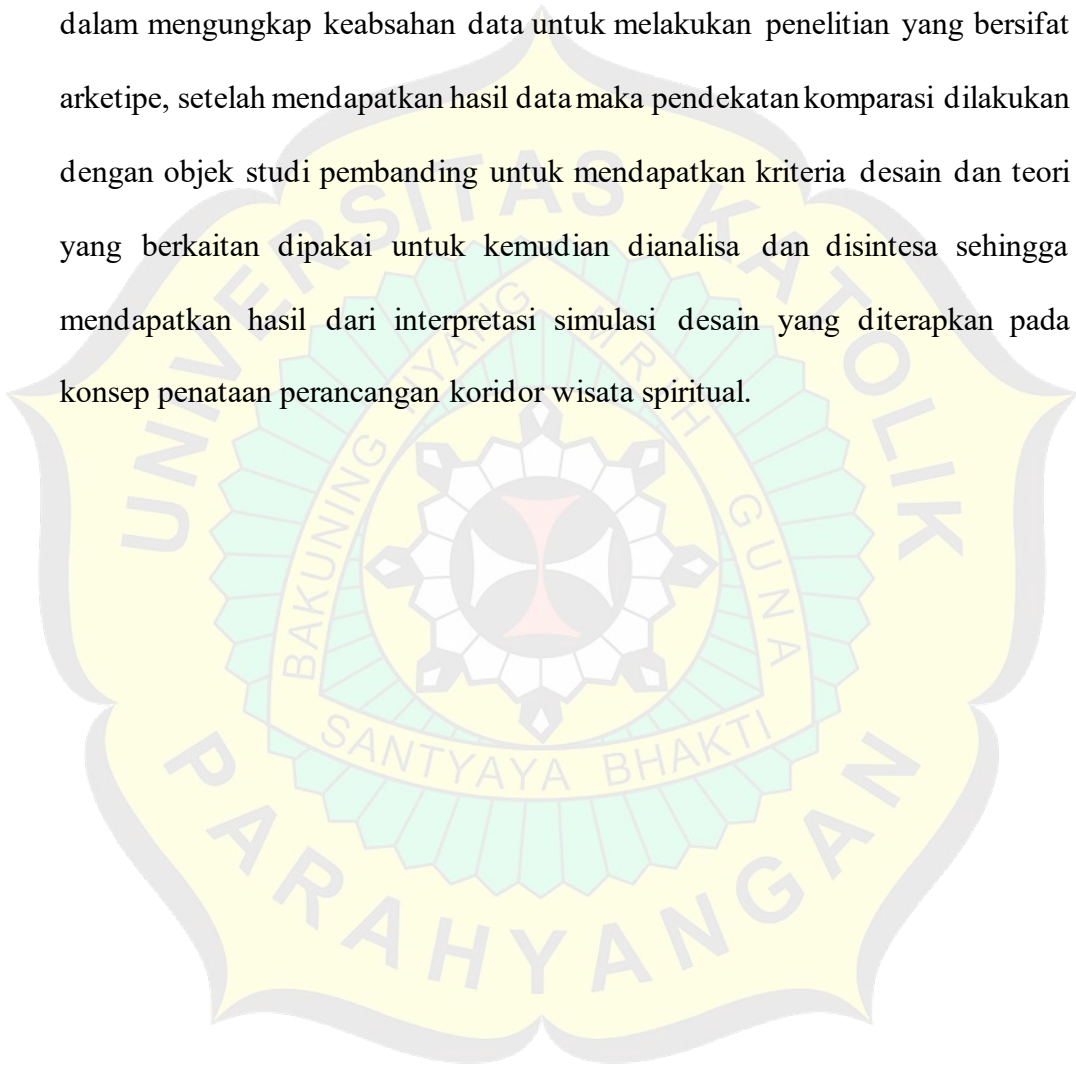 dalam mengungkap keabsahan data untuk melakukan penelitian yang bersifat
arketipe, setelah mendapatkan hasil data maka pendekatan komparasi dilakukan
dengan objek studi pembanding untuk mendapatkan kriteria desain dan teori
yang berkaitan dipakai untuk kemudian dianalisa dan disintesa sehingga
mendapatkan hasil dari interpretasi simulasi desain yang diterapkan pada
konsep penataan perancangan koridor wisata spiritual.
UNIVERSITAS KATOLIK
BAKUNING HYANG MRIH GUNA
SANTYAYA BHAKTI
PARAHYANGAN